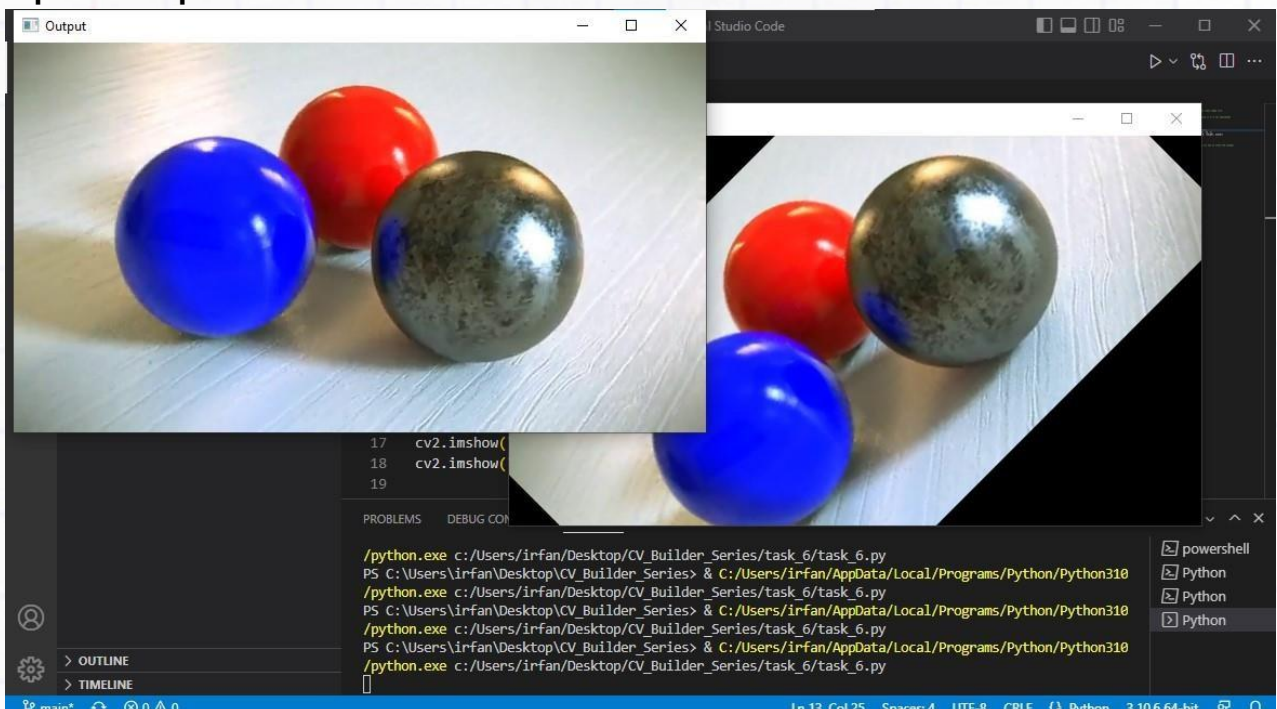 Output
l Studio Code
17 cv2.imshow(
18 cv2.imshow(
19
PROBLEMS DEBUG CON
/python.exe c:/Users/irfan/Desktop/CV_Builder_Series/task_6/task_6.py
PS C:\Users\irfan\Desktop\CV_Builder_Series> & C:/Users/irfan/AppData/Local/Programs/Python/Python310
/python.exe c:/Users/irfan/Desktop/CV_Builder_Series/task_6/task_6.py
PS C:\Users\irfan\Desktop\CV_Builder_Series> & C:/Users/irfan/AppData/Local/Programs/Python/Python310
/python.exe c:/Users/irfan/Desktop/CV_Builder_Series/task_6/task_6.py
PS C:\Users\irfan\Desktop\CV_Builder_Series> & C:/Users/irfan/AppData/Local/Programs/Python/Python310
/python.exe c:/Users/irfan/Desktop/CV_Builder_Series/task_6/task_6.py
powershell
Python
Python
Python
> OUTLINE
> TIMELINE
main* 0 0 Ln 13, Col 25 Spaces: 4 UTF-8 CRLF Python 3.10.6 64-bit